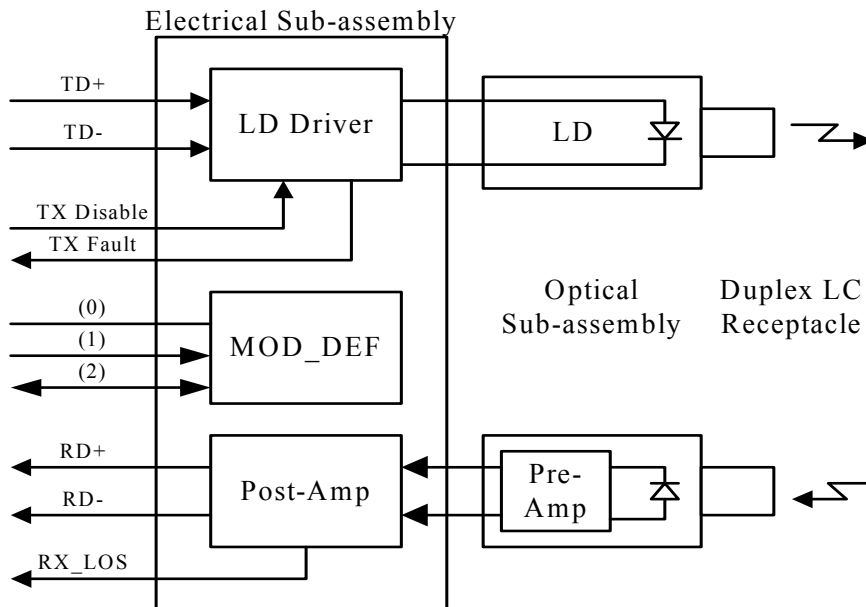 Electrical Sub-assembly
TD+
TD-
LD Driver
LD
TX Disable
TX Fault
(0)
(1)
(2)
MOD_DEF
Optical
Sub-assembly
Duplex LC
Receptacle
RD+
RD-
Post-Amp
Pre-
Amp
RX_LOS